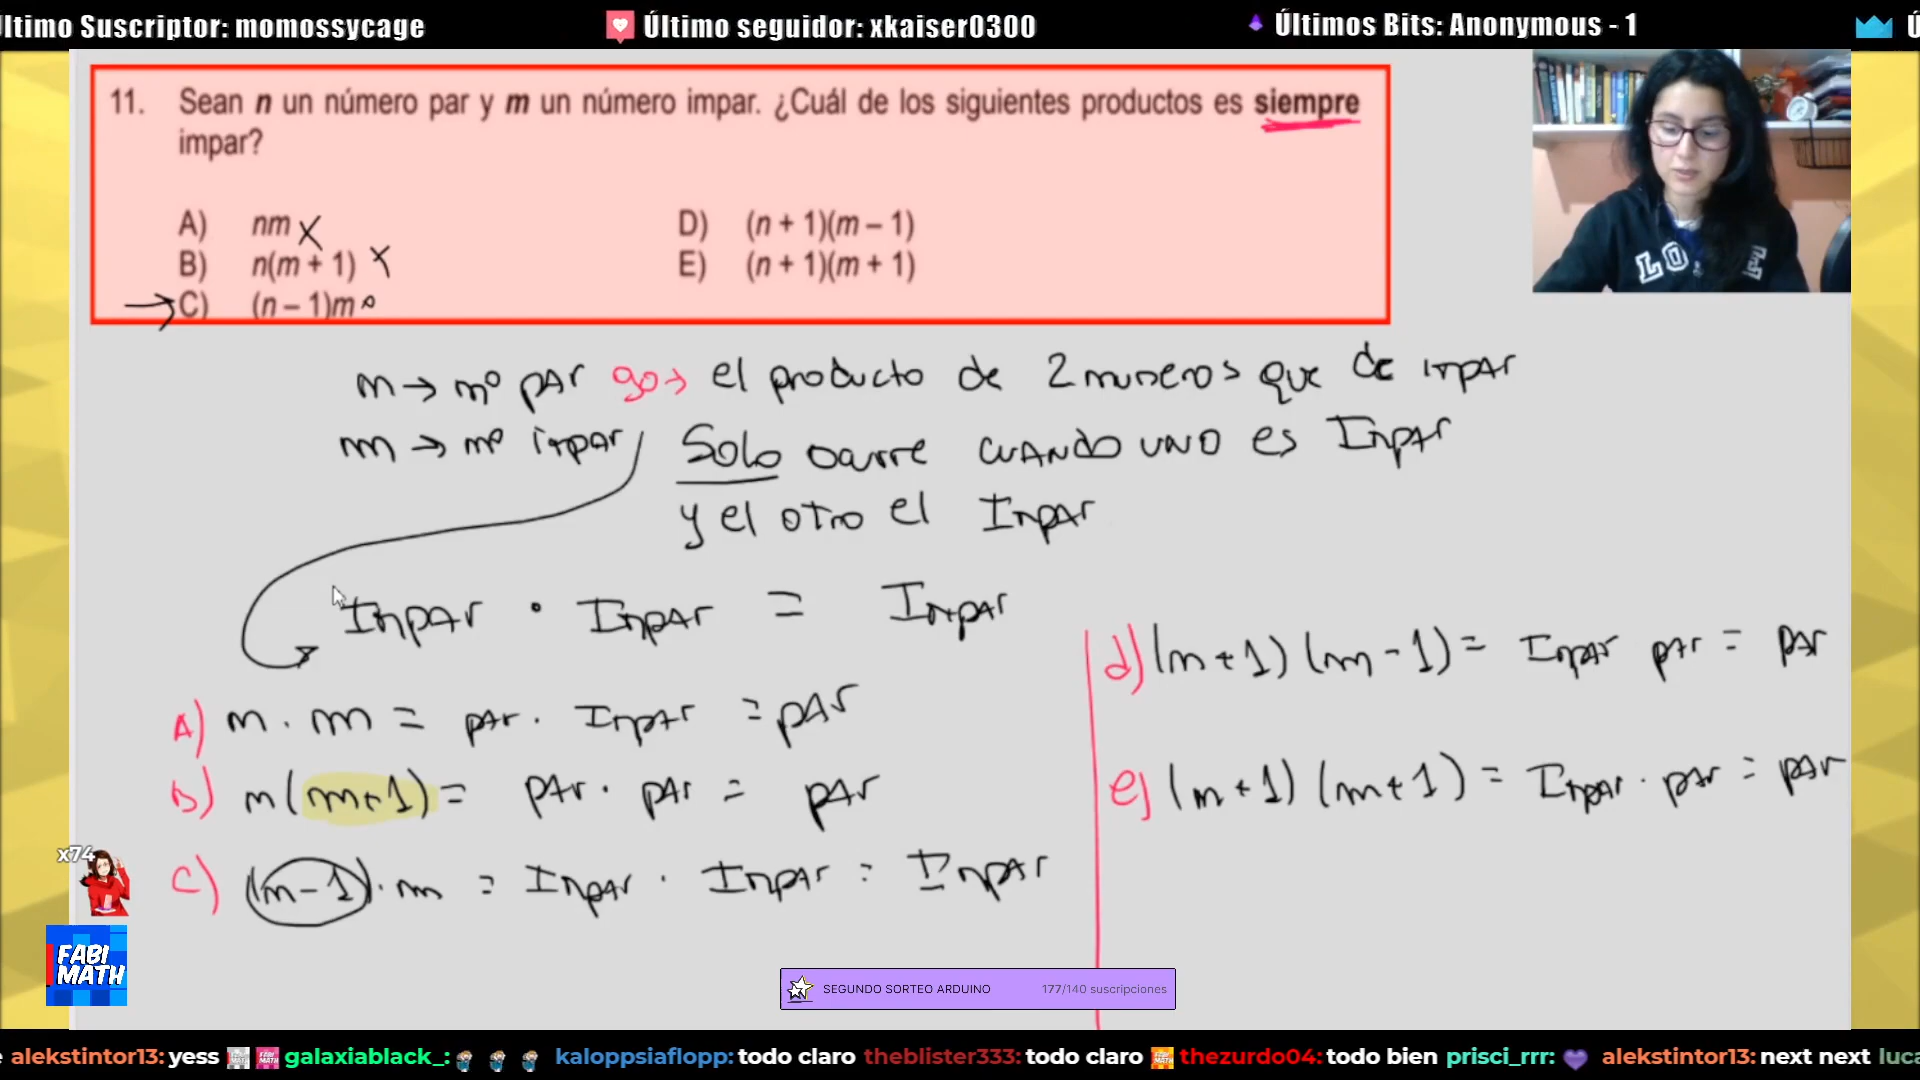 ltimo Suscriptor: momossycage
Último seguidor: xkaiser0300
Últimos Bits: Anonymous - 1
Ú
11. Sean n un número par y m un número impar. ¿Cuál de los siguientes productos es siempre
impar?
A) nm X
B) n(m + 1) X
C) (n – 1)m
D) (n + 1)(m – 1)
E) (n + 1)(m + 1)
LO E
n → nº par go→ el producto de 2 numeros que de impar
m → nº impar / Solo ocurre cuando uno es Impar
y el otro el Impar
Impar · Impar = Impar
A) n · m = par · Impar = par
b) n(m+1) = par · par = par
c) (n-1)·m = Impar · Impar = Impar
d) (n+1)(m-1) = Impar par = par
e) (n+1)(m+1) = Impar · par = par
x74
FABI
MATH
SEGUNDO SORTEO ARDUINO 177/140 suscripciones
e alekstintor13: yess galaxiablack_: kaloppsiaflopp: todo claro theblister333: todo claro thezurdo04: todo bien prisci_rrr: alekstintor13: next next luca